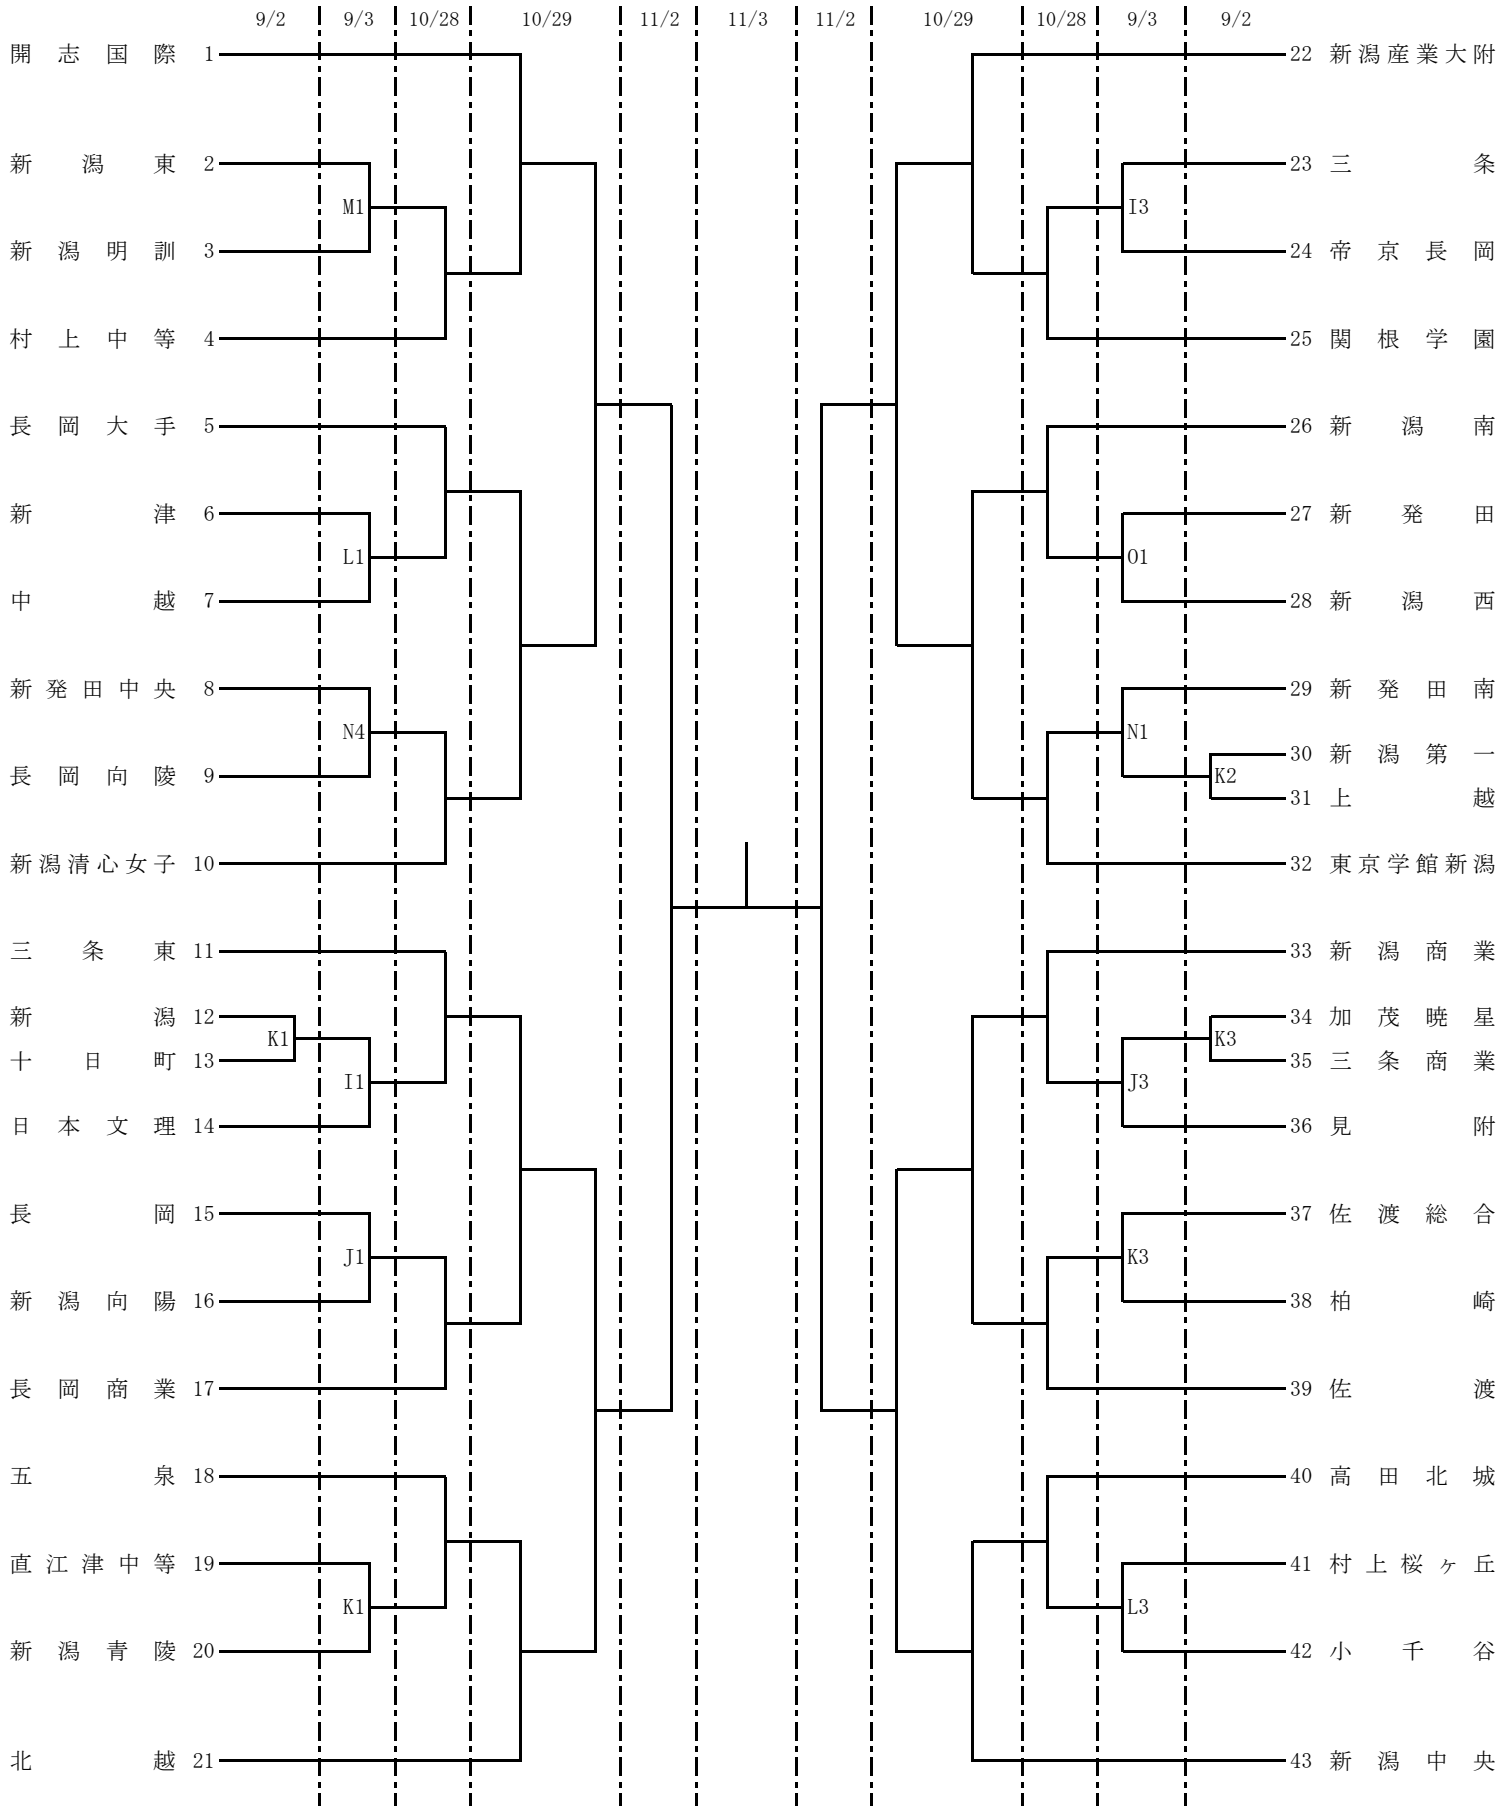 9/2 9/3 10/28 10/29 11/2 11/3 11/2 10/29 10/28 9/3 9/2
開志国際 1
22 新潟産業大附
新潟東 2
23 三条
M1
I3
新潟明訓 3
24 帝京長岡
村上中等 4
25 関根学園
長岡大手 5
26 新潟南
新津 6
27 新発田
L1
O1
中越 7
28 新潟西
新発田中央 8
29 新発田南
N4
N1
30 新潟第一
長岡向陵 9
K2
31 上越
新潟清心女子 10
32 東京学館新潟
三条東 11
33 新潟商業
新潟 12
34 加茂暁星
K1
K3
十日町 13
35 三条商業
I1
J3
日本文理 14
36 見附
長岡 15
37 佐渡総合
J1
K3
新潟向陽 16
38 柏崎
長岡商業 17
39 佐渡
五泉 18
40 高田北城
直江津中等 19
41 村上桜ヶ丘
K1
L3
新潟青陵 20
42 小千谷
北越 21
43 新潟中央